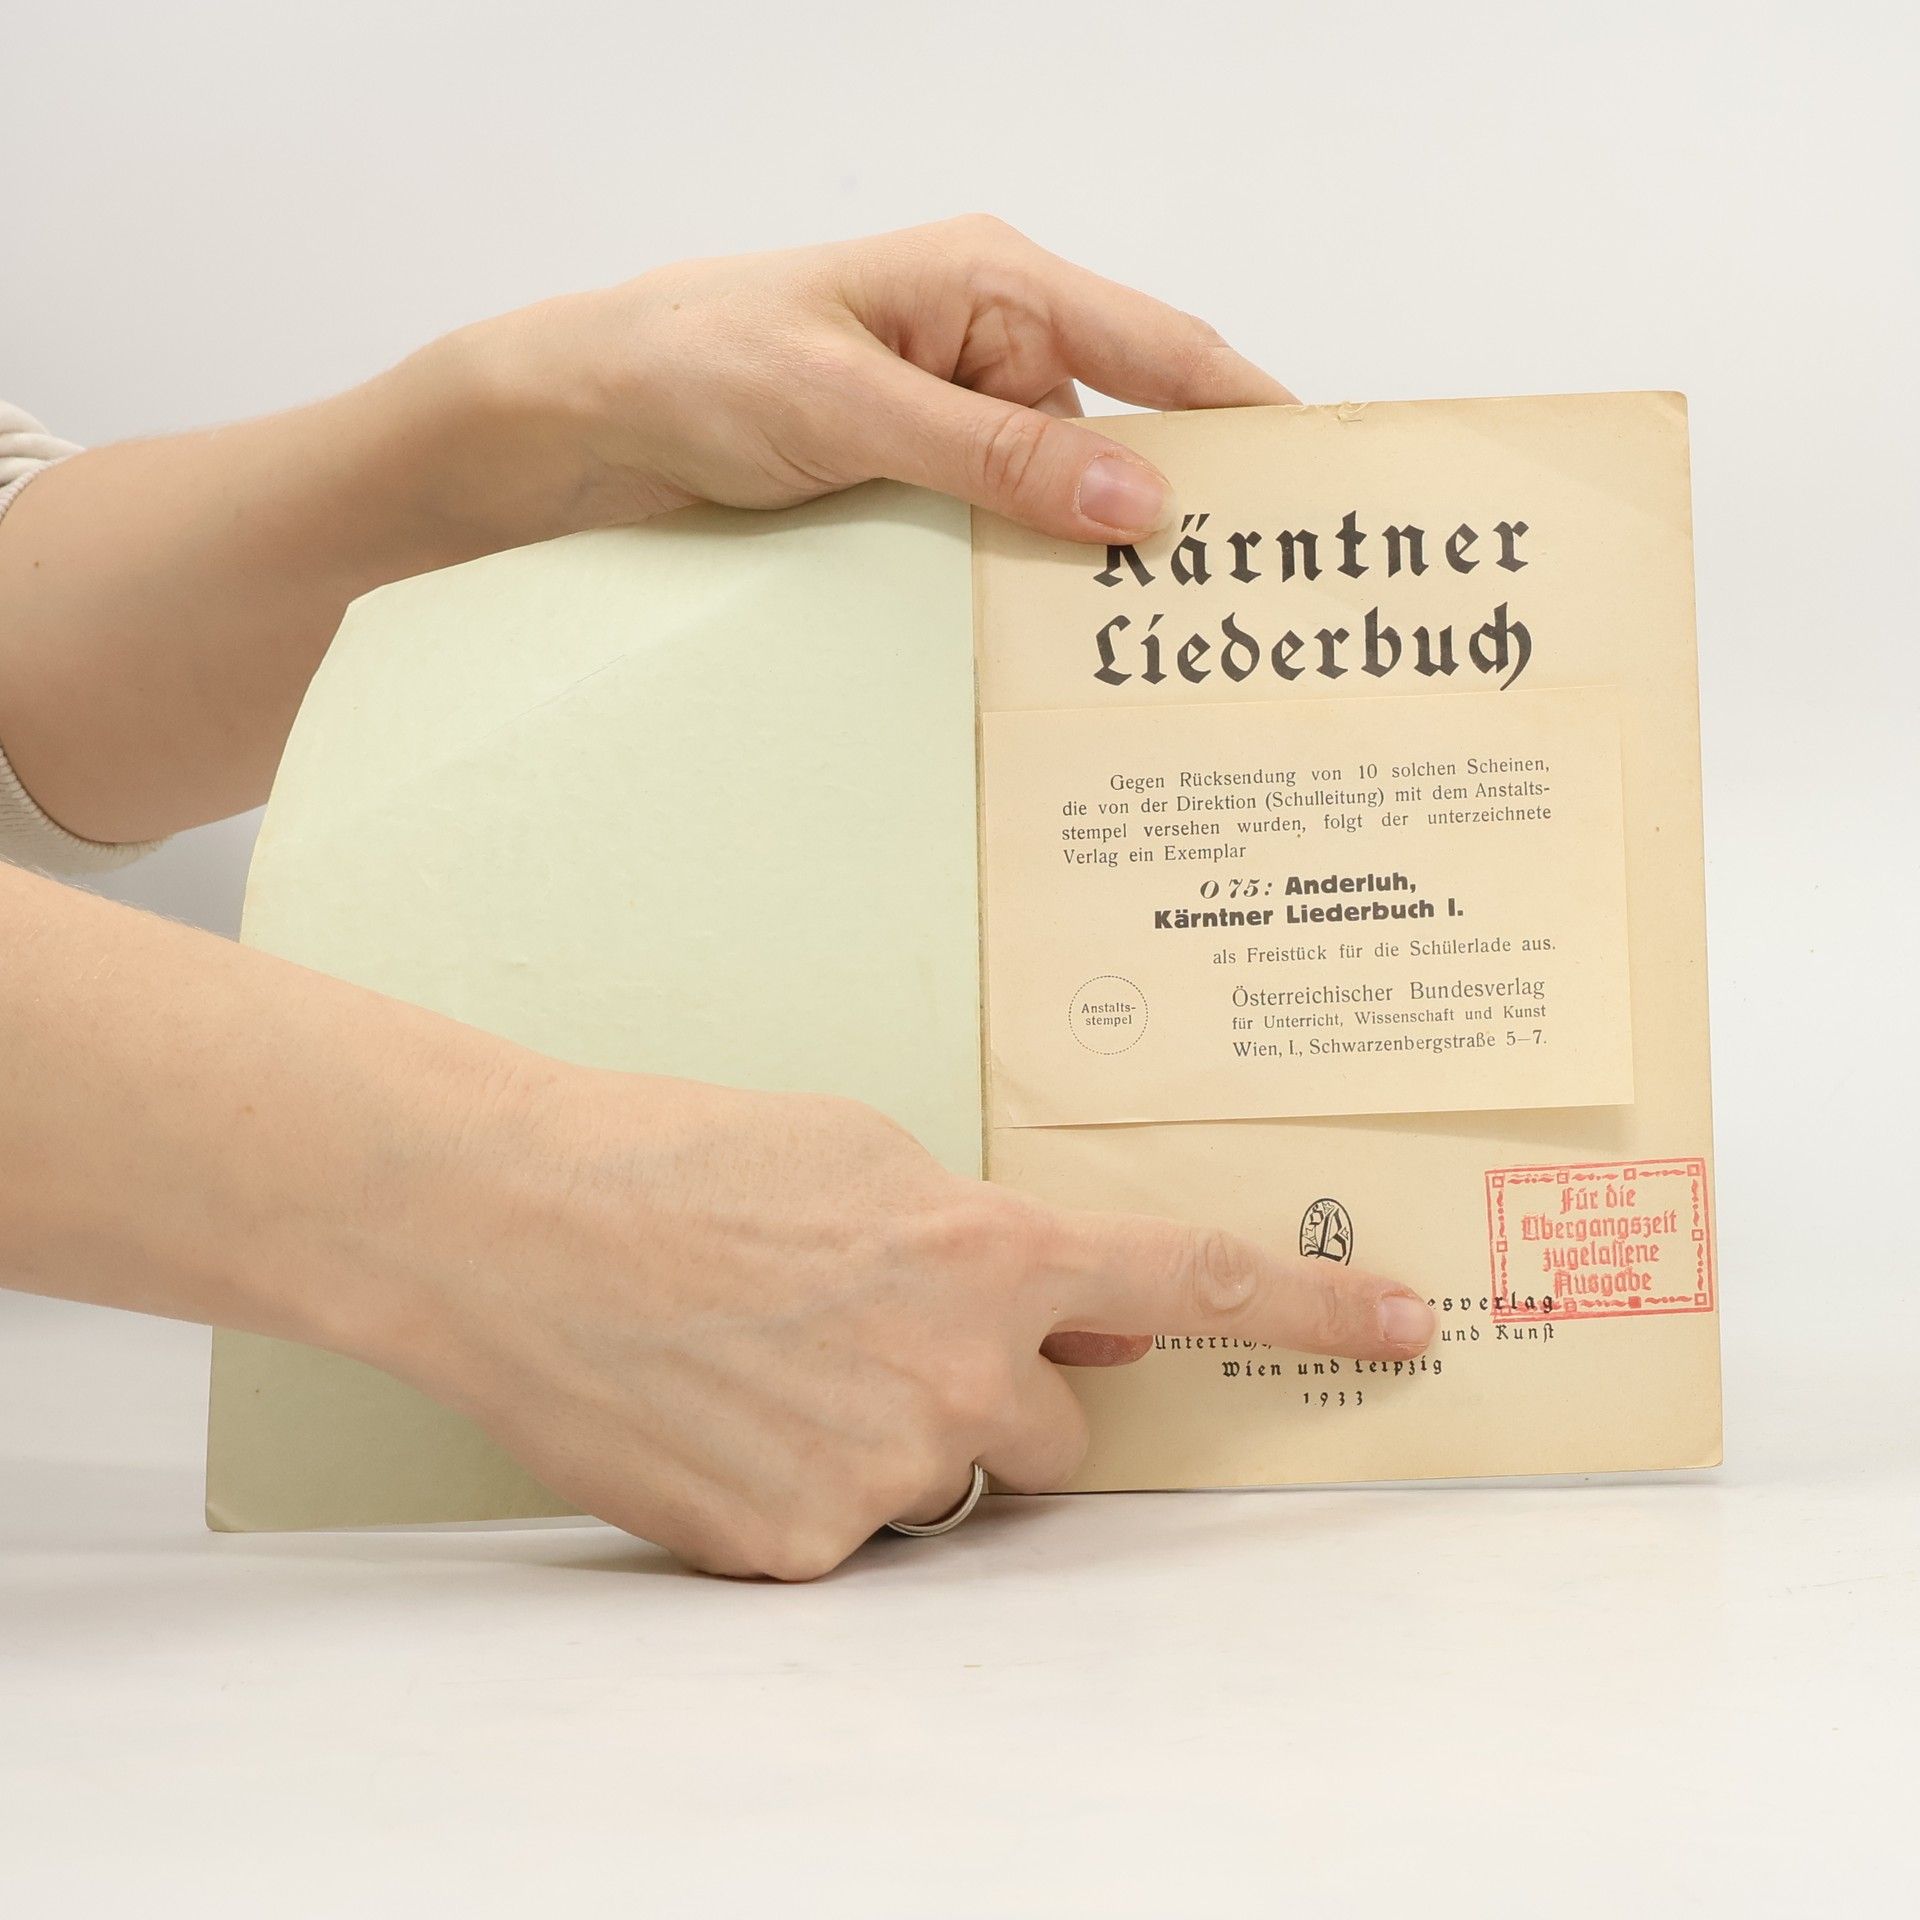 Kärntner
Liederbuch
Gegen Rücksendung von 10 solchen Scheinen,
die von der Direktion (Schulleitung) mit dem Anstalts-
stempel versehen wurden, folgt der unterzeichnete
Verlag ein Exemplar
O 75: Anderluh,
Kärntner Liederbuch I.
als Freistück für die Schülerlade aus.
Anstalts-
stempel
Österreichischer Bundesverlag
für Unterricht, Wissenschaft und Kunst
Wien, I., Schwarzenbergstraße 5–7.
Für die
Übergangszeit
zugelassene
Ausgabe
esverlag
und Kunst
Wien und Leipzig
1933